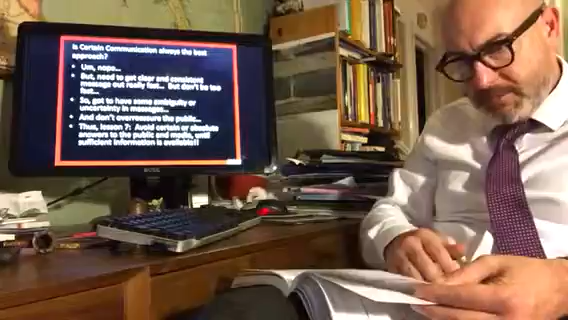 Is Certain Communication always the best
approach?
• Um, nope...
• But, need to get clear and consistent
message out really fast... But don't be too
fast...
• So, got to have some ambiguity or
uncertainty in messages...
• And don't overreassure the public...
• Thus, lesson 7: Avoid certain or absolute
answers to the public and media, until
sufficient information is available!!